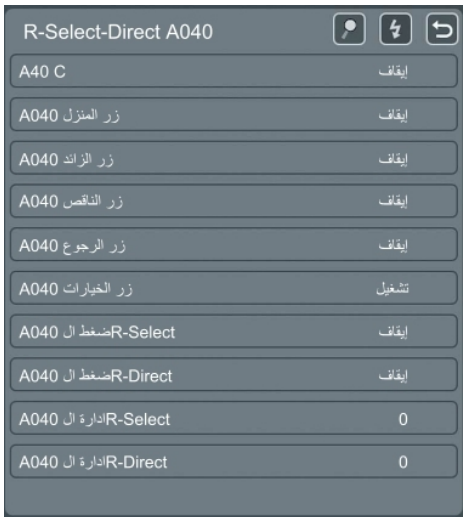 R-Select-Direct A040
A40 C إيقاف
زر المنزل A040 إيقاف
زر الزائد A040 إيقاف
زر الناقص A040 إيقاف
زر الرجوع A040 إيقاف
زر الخيارات A040 تشغيل
ضغط ال A040 R-Select إيقاف
ضغط ال A040 R-Direct إيقاف
ادارة ال A040 R-Select 0
ادارة ال A040 R-Direct 0